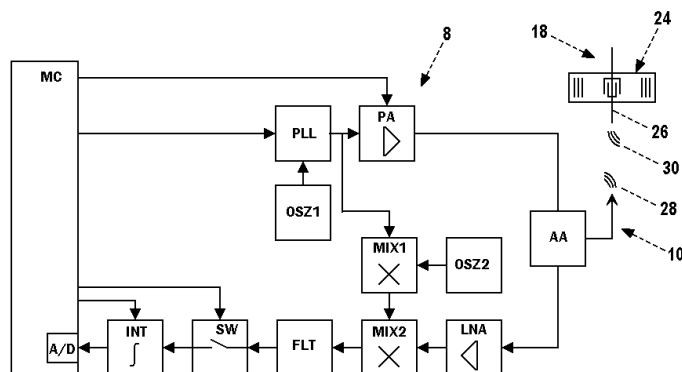 8
18
24
MC
PA
PLL
26
30
OSZ1
28
AA
MIX1
OSZ2
10
INT
SW
FLT
MIX2
LNA
A/D